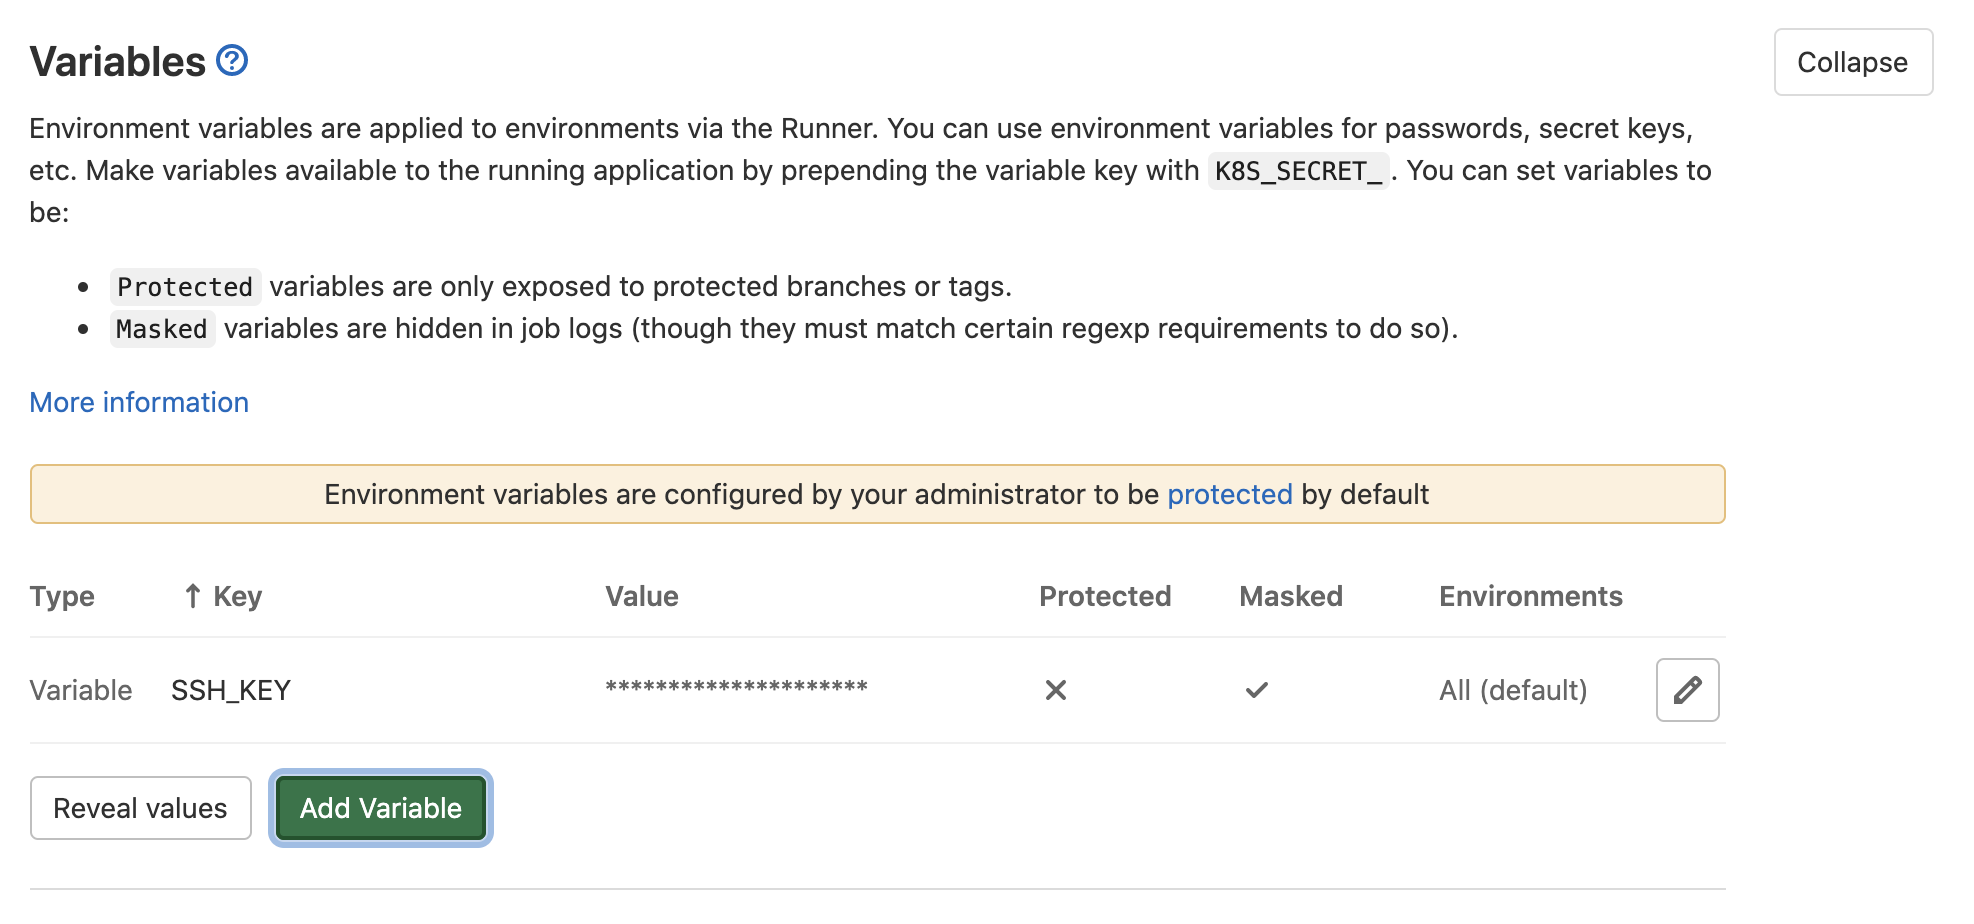 Variables
Collapse
Environment variables are applied to environments via the Runner. You can use environment variables for passwords, secret keys,
etc. Make variables available to the running application by prepending the variable key with K8S_SECRET_. You can set variables to
be:
• Protected variables are only exposed to protected branches or tags.
• Masked variables are hidden in job logs (though they must match certain regexp requirements to do so).
More information
Environment variables are configured by your administrator to be protected by default
Type ↑ Key Value Protected Masked Environments
Variable SSH_KEY ********************* All (default)
Reveal values Add Variable